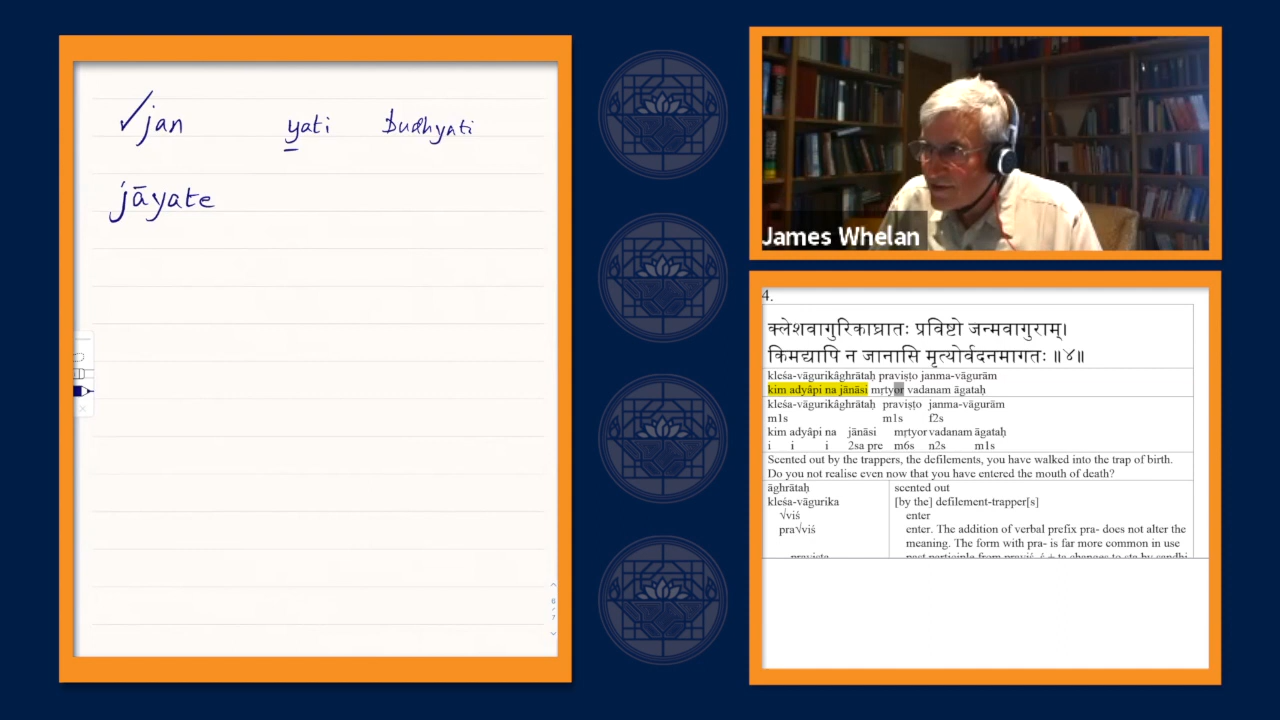 √jan yati budhyati
jāyate
James Whelan
4.
क्लेशवागुरिकाघ्रातः प्रविष्टो जन्मवागुराम्।
किमद्यापि न जानासि मृत्योर्वदनमागतः ॥४॥
kleśa-vāgurikâghrātaḥ praviṣṭo janma-vāgurām
kim adyâpi na jānāsi mṛtyor vadanam āgataḥ
kleśa-vāgurikâghrātaḥ praviṣṭo janma-vāgurām
m1s m1s f2s
kim adyâpi na jānāsi mṛtyor vadanam āgataḥ
i i i 2sa pre m6s n2s m1s
Scented out by the trappers, the defilements, you have walked into the trap of birth.
Do you not realise even now that you have entered the mouth of death?
āghrātaḥ scented out
kleśa-vāgurika [by the] defilement-trapper[s]
√viś enter
pra√viś enter. The addition of verbal prefix pra- does not alter the
meaning. The form with pra- is far more common in use
6
/
7